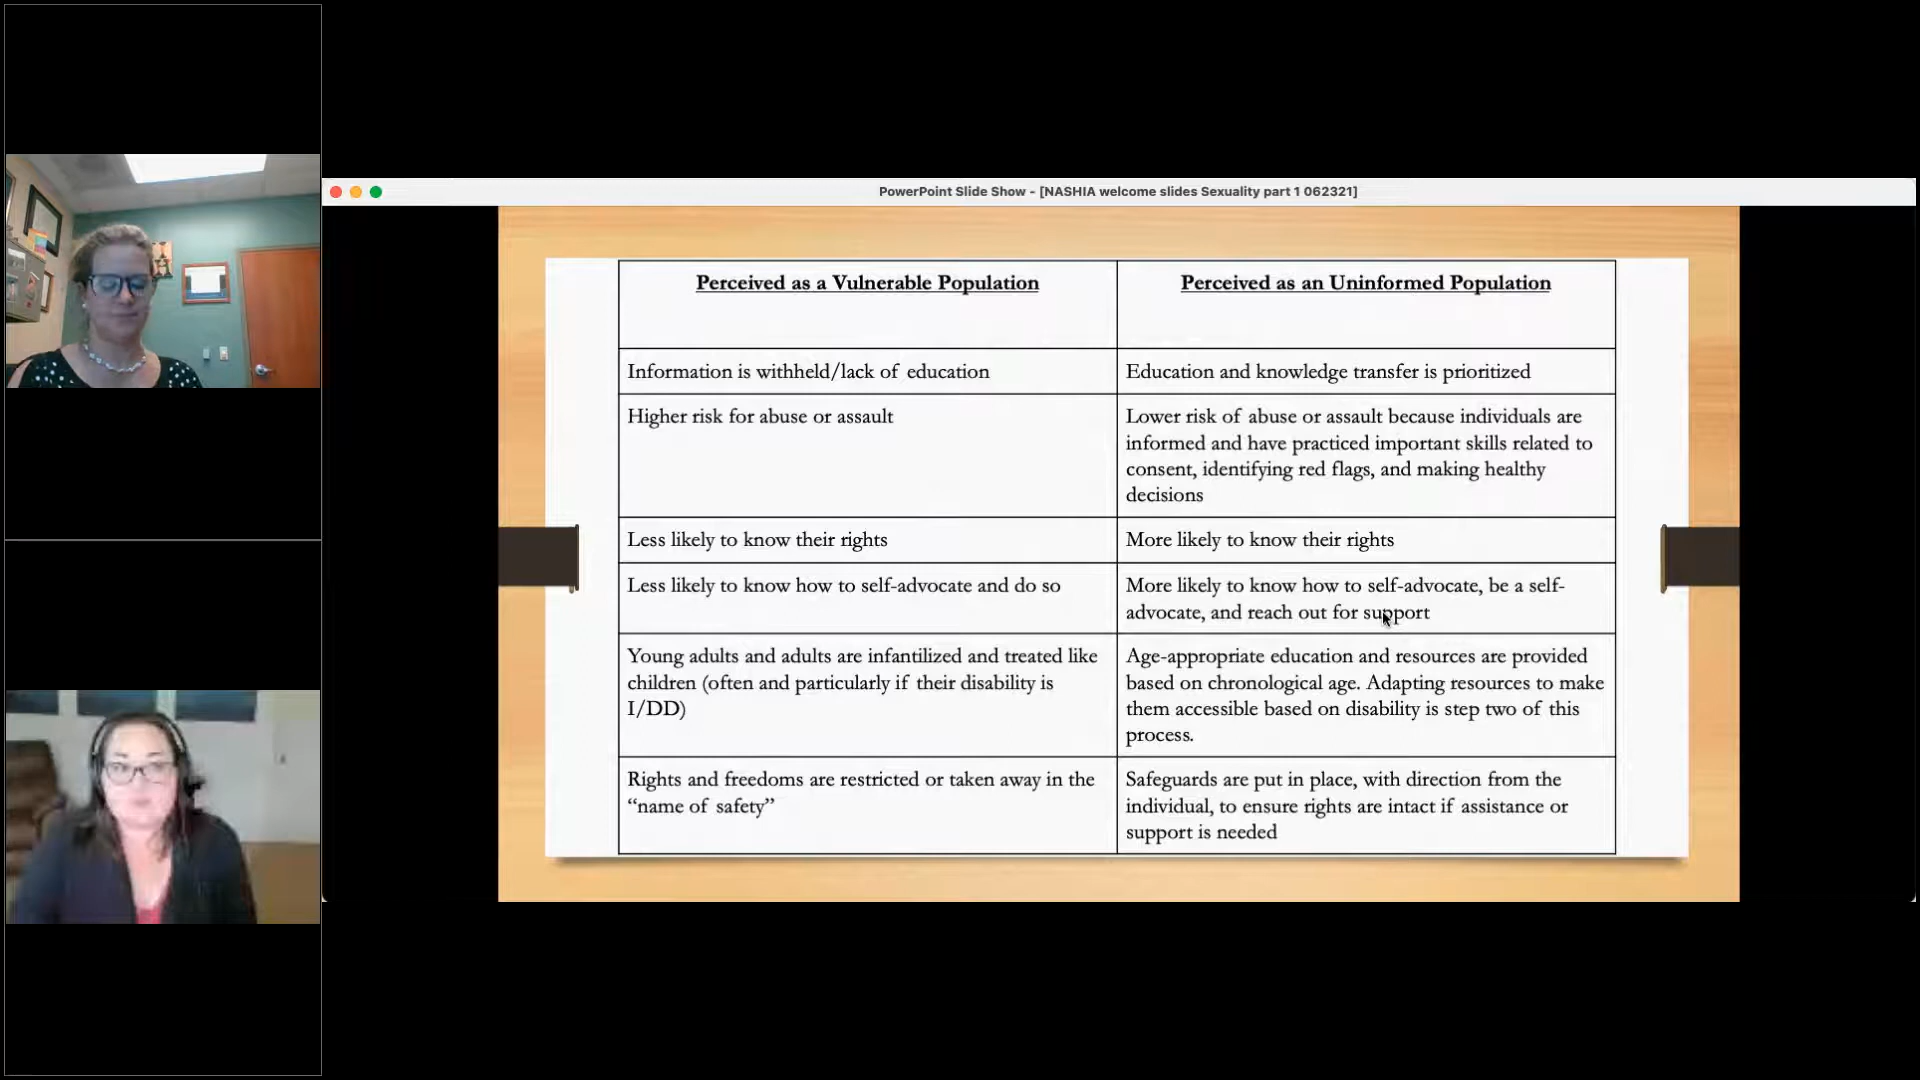 PowerPoint Slide Show - [NASHIA welcome slides Sexuality part 1 062321]
Perceived as a Vulnerable Population
Perceived as an Uninformed Population
Information is withheld/lack of education
Education and knowledge transfer is prioritized
Higher risk for abuse or assault
Lower risk of abuse or assault because individuals are
informed and have practiced important skills related to
consent, identifying red flags, and making healthy
decisions
Less likely to know their rights
More likely to know their rights
Less likely to know how to self-advocate and do so
More likely to know how to self-advocate, be a self-
advocate, and reach out for support
Young adults and adults are infantilized and treated like
children (often and particularly if their disability is
I/DD)
Age-appropriate education and resources are provided
based on chronological age. Adapting resources to make
them accessible based on disability is step two of this
process.
Rights and freedoms are restricted or taken away in the
“name of safety”
Safeguards are put in place, with direction from the
individual, to ensure rights are intact if assistance or
support is needed